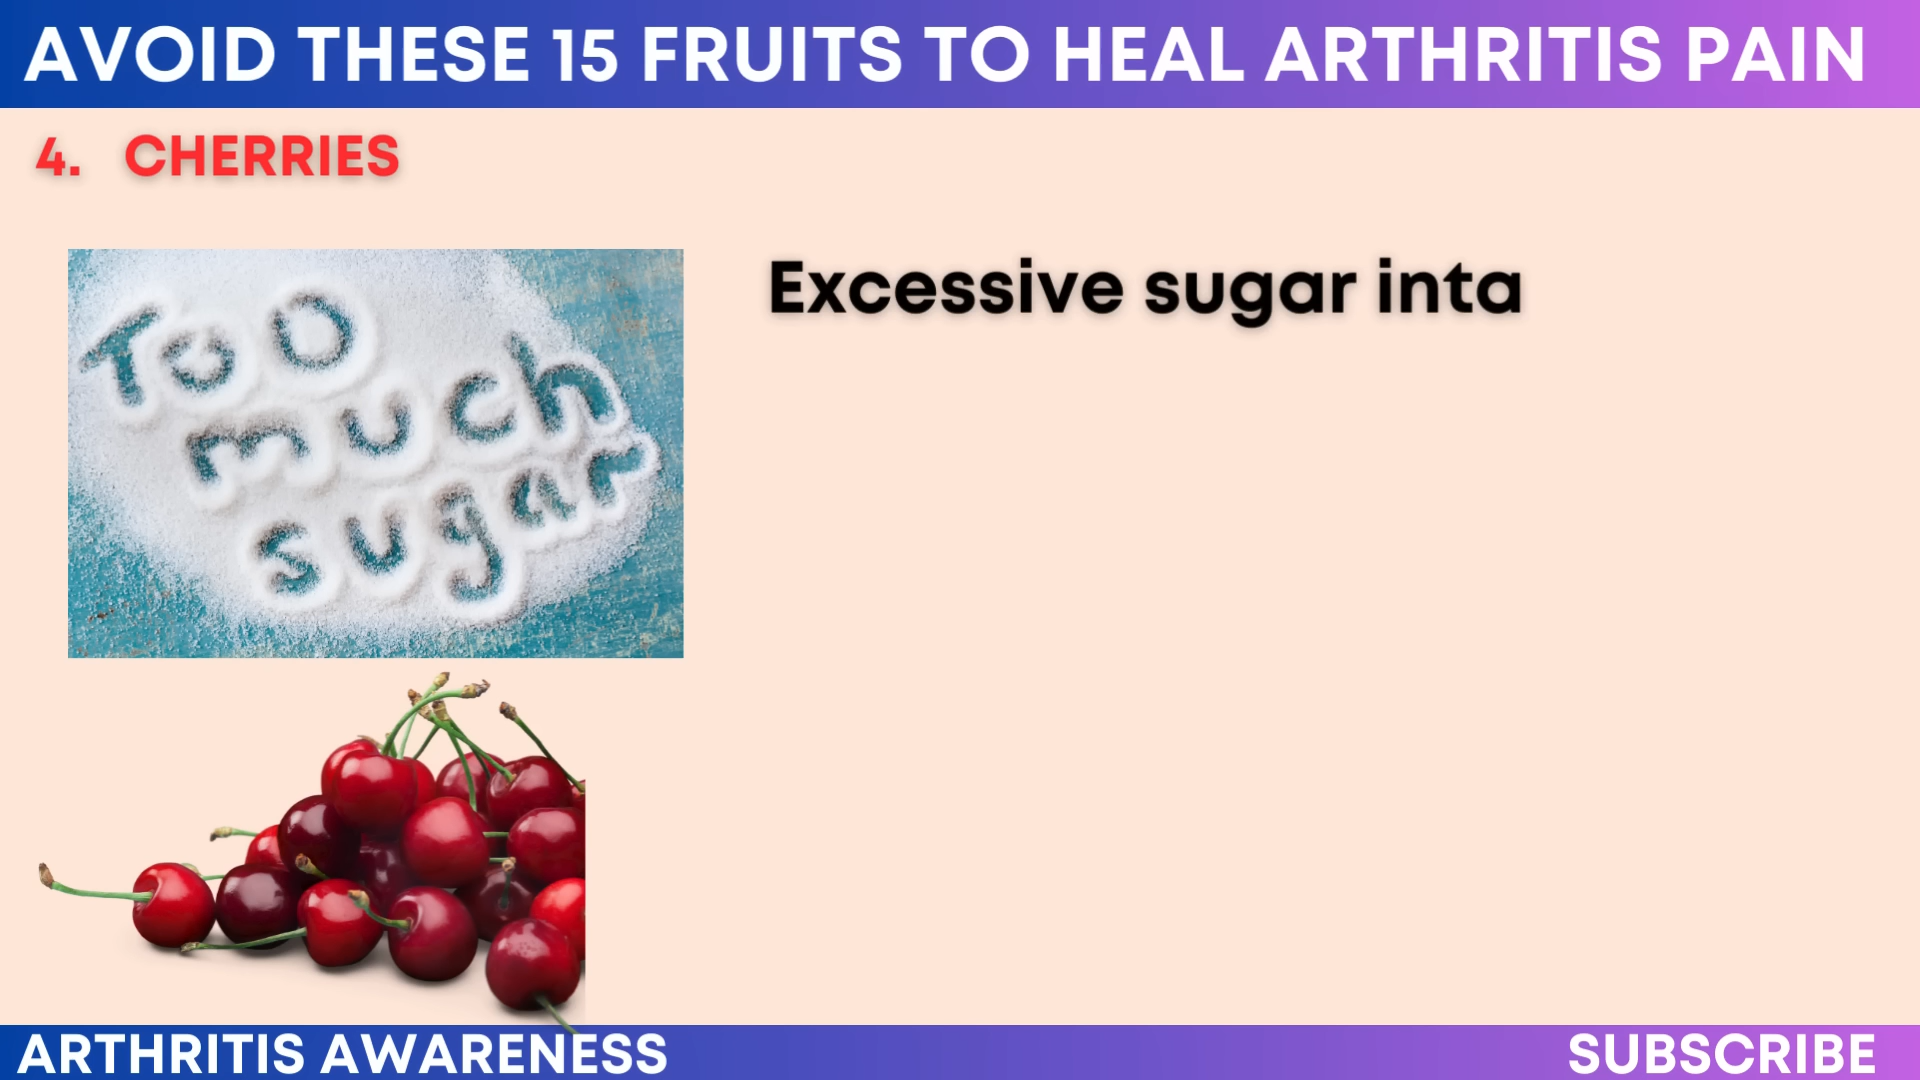 AVOID THESE 15 FRUITS TO HEAL ARTHRITIS PAIN
4. CHERRIES
Too
much
sugar
Excessive sugar inta
ARTHRITIS AWARENESS
SUBSCRIBE